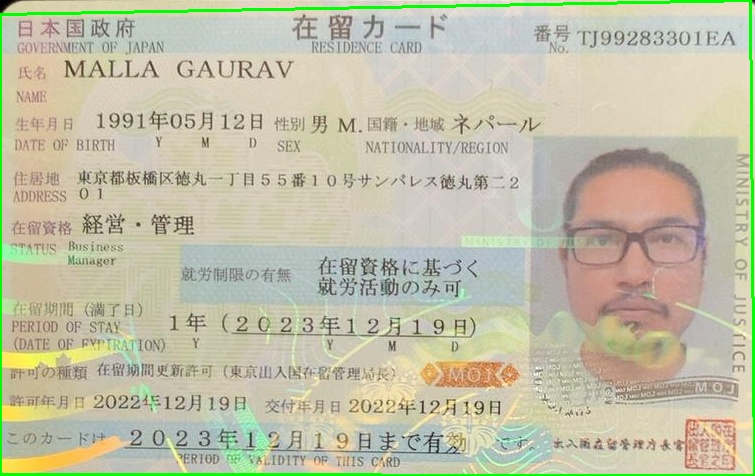 日本国政府 在留カード 番号 TJ99283301EA
GOVERNMENT OF JAPAN RESIDENCE CARD No.
氏名 MALLA GAURAV
NAME
生年月日 1991年05月12日 性別 男 M. 国籍・地域 ネパール
DATE OF BIRTH Y M D SEX NATIONALITY/REGION
住居地 東京都板橋区徳丸一丁目55番10号サンバレス徳丸第二2
ADDRESS 01
在留資格 経営・管理
STATUS Business
Manager
就労制限の有無 在留資格に基づく
就労活動のみ可
在留期間(満了日)
PERIOD OF STAY 1年(2023年12月19日)
(DATE OF EXPIRATION) Y M D
許可の種類 在留期間更新許可(東京出入国在留管理局長)
MOJ
許可年月日 2022年12月19日 交付年月日 2022年12月19日
このカードは 2023年12月19日まで有効 です。
PERIOD OF VALIDITY OF THIS CARD
出入国在留管理庁長官
MINISTRY OF JUSTICE
MOJ